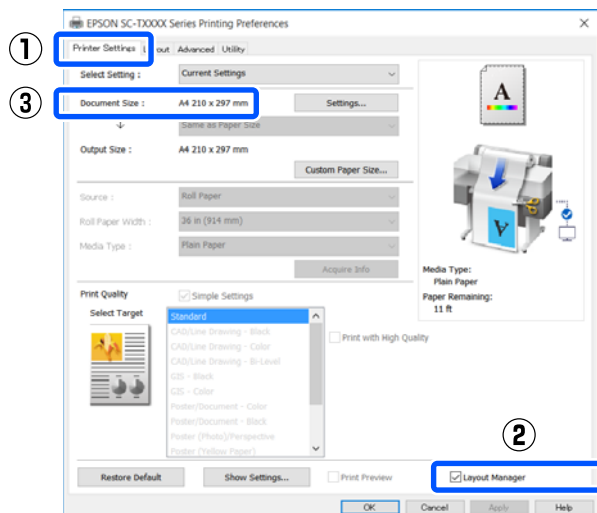 EPSON SC-TXXXX Series Printing Preferences
①
Printer Settings Layout Advanced Utility
Select Setting : Current Settings
③
Document Size : A4 210 x 297 mm Settings...
Same as Paper Size
Output Size : A4 210 x 297 mm
Custom Paper Size...
Source : Roll Paper
Roll Paper Width : 36 in (914 mm)
Media Type : Plain Paper
Acquire Info
A
A
Media Type:
Plain Paper
Paper Remaining:
11 ft
Print Quality Simple Settings
Select Target
Standard
CAD/Line Drawing - Black
CAD/Line Drawing - Color
CAD/Line Drawing - Bi-Level
GIS - Black
GIS - Color
Poster/Document - Color
Poster/Document - Black
Poster (Photo)/Perspective
Poster (Yellow Paper)
Print with High Quality
②
Restore Default Show Settings... Print Preview Layout Manager
OK Cancel Apply Help